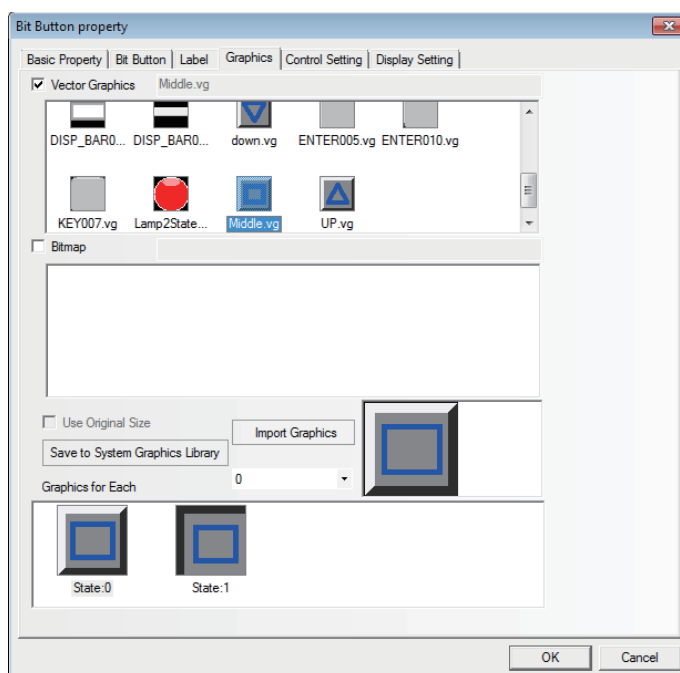 Bit Button property
Basic Property Bit Button Label Graphics Control Setting Display Setting
Vector Graphics Middle.vg
DISP_BAR0... DISP_BAR0... down.vg ENTER005.vg ENTER010.vg
KEY007.vg Lamp2State... Middle.vg UP.vg
Bitmap
Use Original Size
Import Graphics
Save to System Graphics Library
0
Graphics for Each
State:0 State:1
OK Cancel